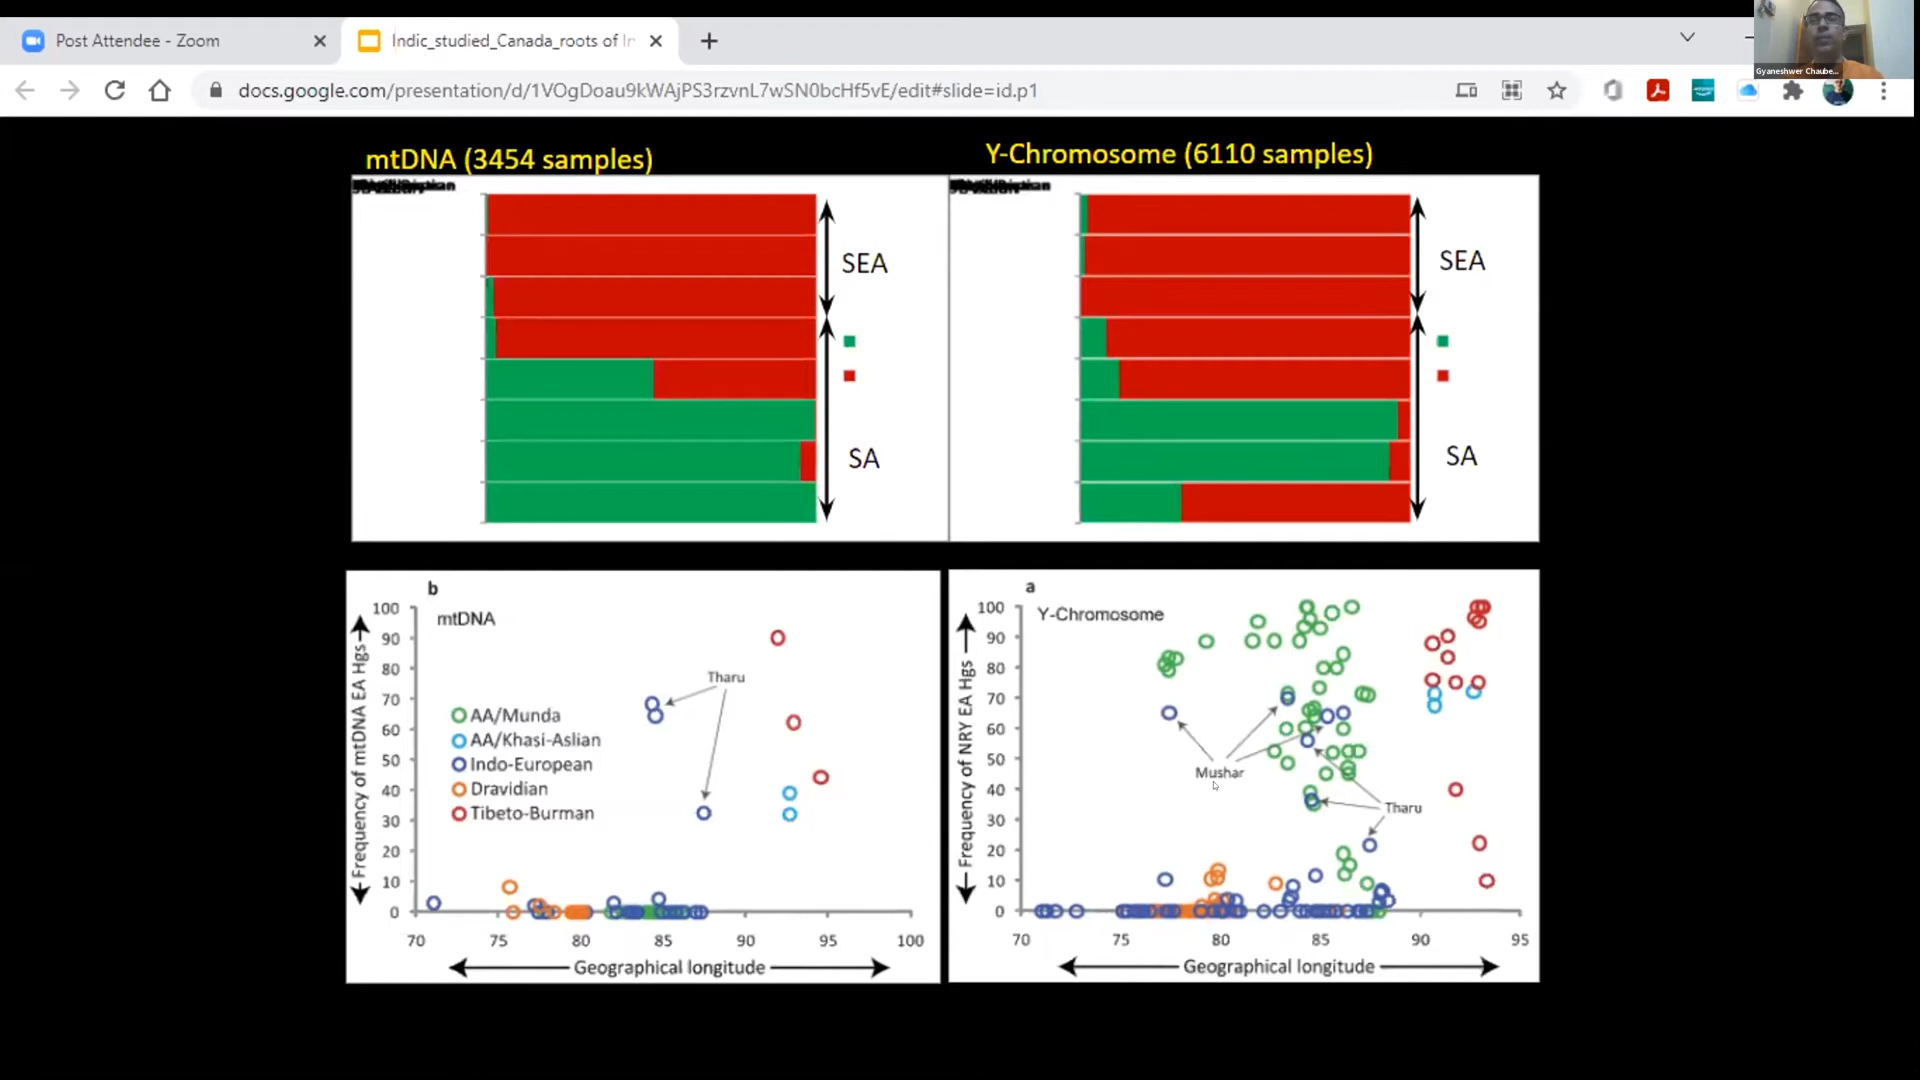 Post Attendee - Zoom
Indic_studied_Canada_roots of Ir
docs.google.com/presentation/d/1VOgDoau9kWAjPS3rzvnL7wSN0bcHf5vE/edit#slide=id.p1
Gyaneshwer Chaube...
mtDNA (3454 samples)
Y-Chromosome (6110 samples)
SEA
SA
SEA
SA
b
mtDNA
Frequency of mtDNA EA Hgs
100
90
80
70
60
50
40
30
20
10
0
Tharu
AA/Munda
AA/Khasi-Aslian
Indo-European
Dravidian
Tibeto-Burman
70 75 80 85 90 95 100
Geographical longitude
a
Y-Chromosome
Frequency of NRY EA Hgs
100
90
80
70
60
50
40
30
20
10
0
Mushar
Tharu
70 75 80 85 90 95
Geographical longitude